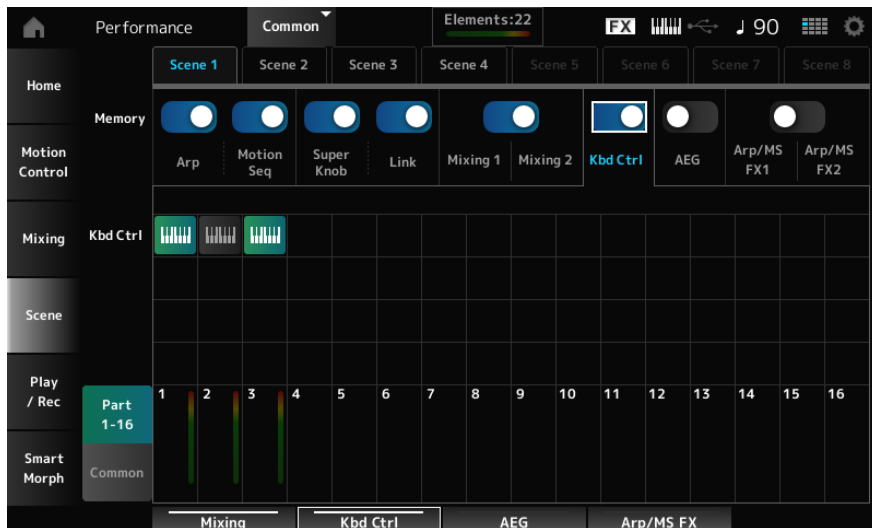 Performance Common Elements:22 FX 90
Scene 1 Scene 2 Scene 3 Scene 4 Scene 5 Scene 6 Scene 7 Scene 8
Home
Memory
Arp Motion Seq Super Knob Link Mixing 1 Mixing 2 Kbd Ctrl AEG Arp/MS FX1 Arp/MS FX2
Motion
Control
Mixing
Kbd Ctrl
Scene
Play
/ Rec
Part
1-16
1 2 3 4 5 6 7 8 9 10 11 12 13 14 15 16
Smart
Morph
Common
Mixing Kbd Ctrl AEG Arp/MS FX